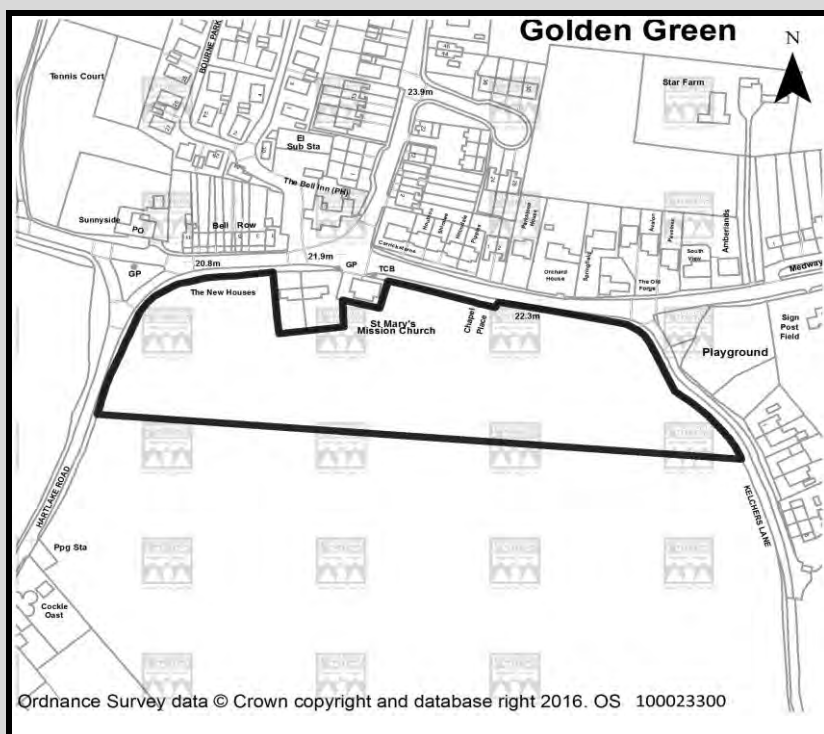 Golden Green
N
Tennis Court
BOURNE PARK
Star Farm
23.9m
El
Sub Sta
The Bell Inn (PH)
Sunnyside
PO
Bell Row
Amberlands
GP
20.8m
21.9m
GP
TCB
Orchard
House
Springfield
The Old
Forge
South
View
Medway
The New Houses
St Mary's
Mission Church
Chapel
Place
22.3m
Playground
Sign
Post
Field
HARTLAKE ROAD
KELCHERS LANE
Ppg Sta
Cockle
Oast
Ordnance Survey data © Crown copyright and database right 2016. OS 100023300